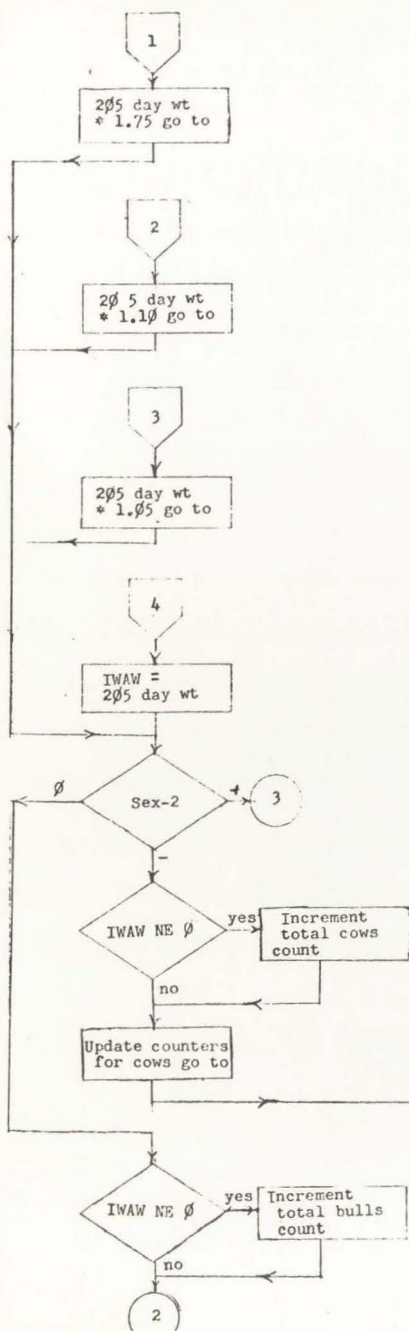 1
2Ø5 day wt
* 1.75 go to
2
2Ø 5 day wt
* 1.1Ø go to
3
2Ø5 day wt
* 1.Ø5 go to
4
IWAW =
2Ø5 day wt
Ø
Sex-2
+
3
-
IWAW NE Ø
yes
Increment
total cows
count
no
Update counters
for cows go to
IWAW NE Ø
yes
Increment
total bulls
count
no
2